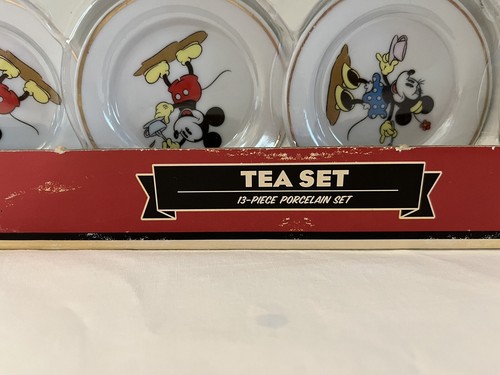 TEA SET
13-PIECE PORCELAIN SET